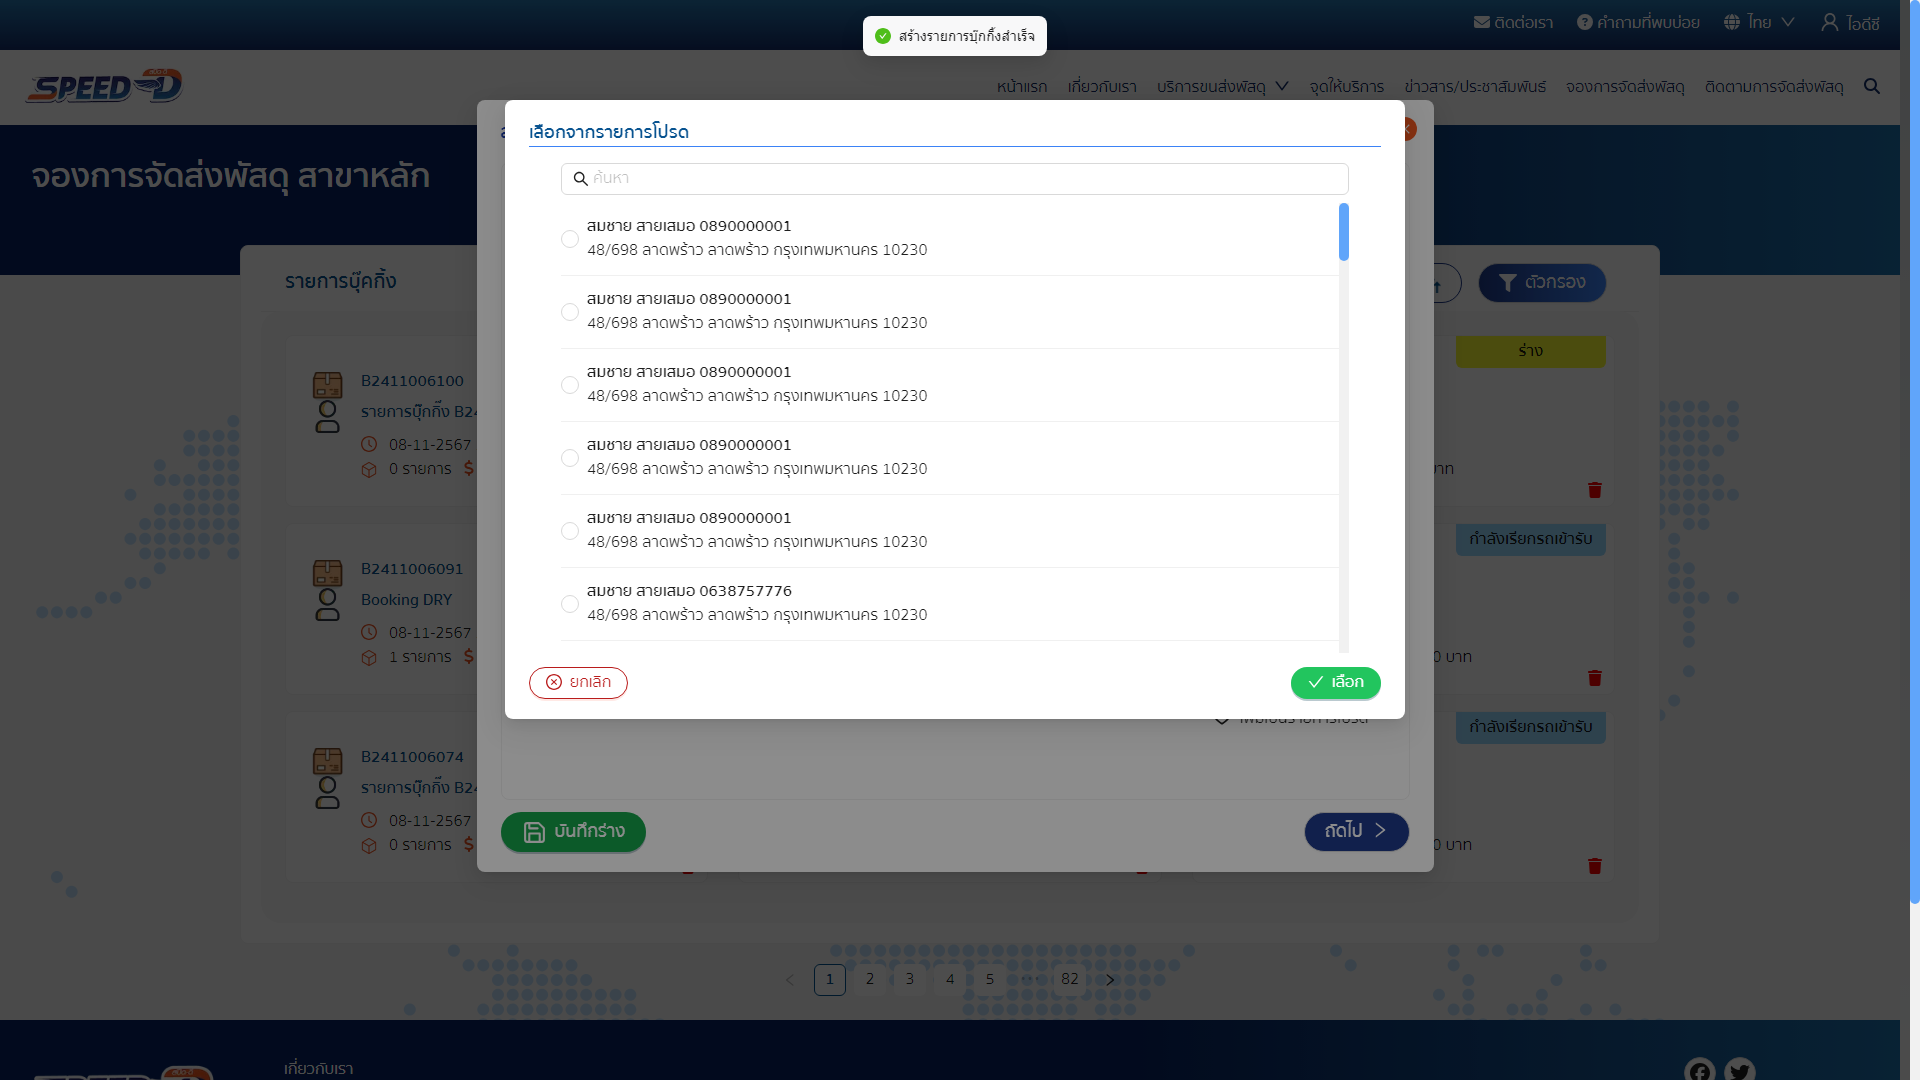 ติดต่อเรา
คำถามที่พบบ่อย
ไทย
ไอดีซี
สร้างรายการบุ๊กกิ้งสำเร็จ
SPEED-D
หน้าแรก
เกี่ยวกับเรา
บริการขนส่งพัสดุ
จุดให้บริการ
ข่าวสาร/ประชาสัมพันธ์
จองการจัดส่งพัสดุ
ติดตามการจัดส่งพัสดุ
จองการจัดส่งพัสดุ สาขาหลัก
เลือกจากรายการโปรด
ค้นหา
สมชาย สายเสมอ 0890000001
48/698 ลาดพร้าว ลาดพร้าว กรุงเทพมหานคร 10230
สมชาย สายเสมอ 0890000001
48/698 ลาดพร้าว ลาดพร้าว กรุงเทพมหานคร 10230
สมชาย สายเสมอ 0890000001
48/698 ลาดพร้าว ลาดพร้าว กรุงเทพมหานคร 10230
สมชาย สายเสมอ 0890000001
48/698 ลาดพร้าว ลาดพร้าว กรุงเทพมหานคร 10230
สมชาย สายเสมอ 0890000001
48/698 ลาดพร้าว ลาดพร้าว กรุงเทพมหานคร 10230
สมชาย สายเสมอ 0638757776
48/698 ลาดพร้าว ลาดพร้าว กรุงเทพมหานคร 10230
ยกเลิก
เลือก
บันทึกร่าง
ถัดไป
รายการบุ๊คกิ้ง
ตัวกรอง
B2411006100
รายการบุ๊กกิ้ง B24
08-11-2567
0 รายการ
ร่าง
บาท
B2411006091
Booking DRY
08-11-2567
1 รายการ
กำลังเรียกรถเข้ารับ
0 บาท
B2411006074
รายการบุ๊กกิ้ง B24
08-11-2567
0 รายการ
กำลังเรียกรถเข้ารับ
0 บาท
1 2 3 4 5 ··· 82
เกี่ยวกับเรา